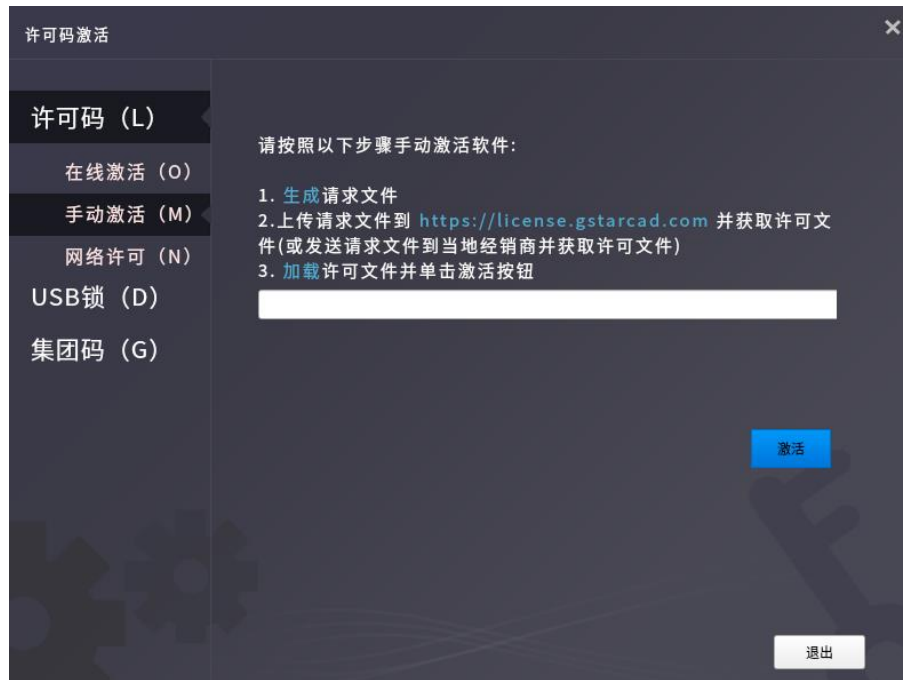 许可码激活
×
许可码（L）
在线激活（O）
手动激活（M）
网络许可（N）
USB锁（D）
集团码（G）
请按照以下步骤手动激活软件:
1. 生成请求文件
2.上传请求文件到 https://license.gstarcad.com 并获取许可文
件(或发送请求文件到当地经销商并获取许可文件)
3. 加载许可文件并单击激活按钮
激活
退出